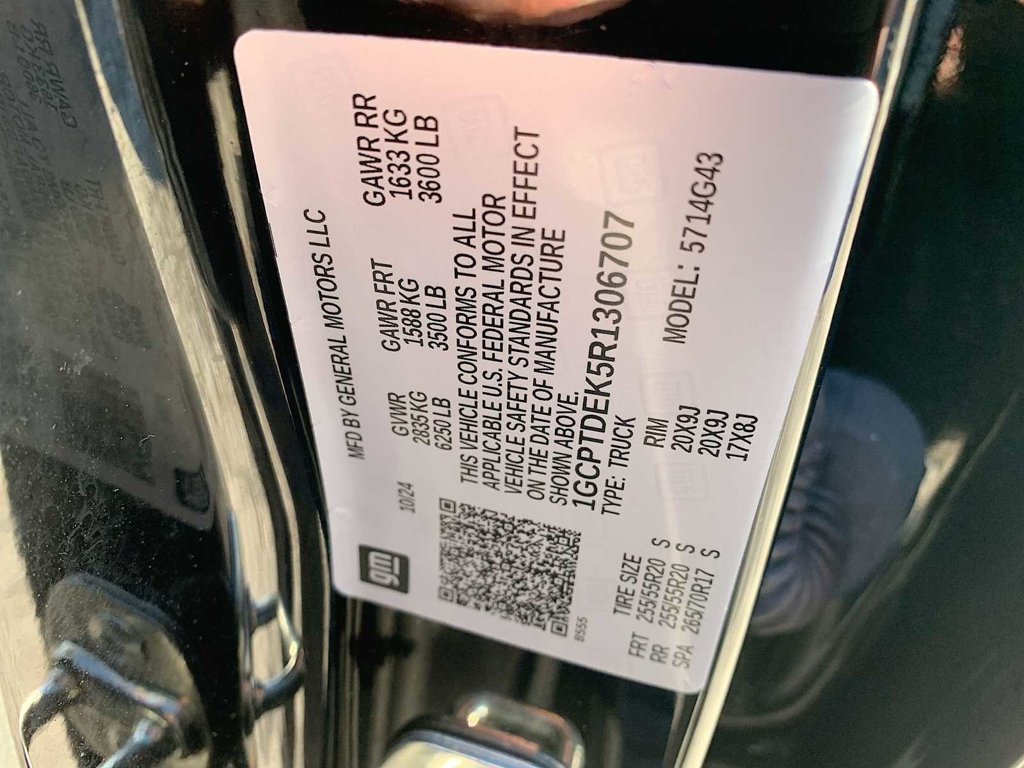 MFD BY GENERAL MOTORS LLC
gm
10/24
GVWR GAWR FRT GAWR RR
2835 KG 1588 KG 1633 KG
6250 LB 3500 LB 3600 LB
THIS VEHICLE CONFORMS TO ALL
APPLICABLE U.S. FEDERAL MOTOR
VEHICLE SAFETY STANDARDS IN EFFECT
ON THE DATE OF MANUFACTURE
SHOWN ABOVE.
1GCPTDEK5R1306707
TYPE: TRUCK
8555
TIRE SIZE RIM MODEL: 5714G43
FRT 255/55R20 S 20X9J
RR 255/55R20 S 20X9J
SPA 265/70R17 S 17X8J